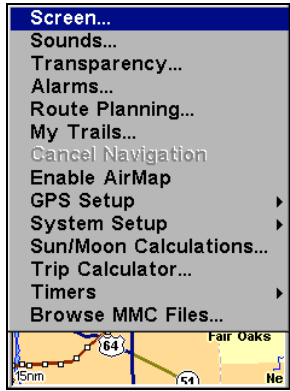 Screen...
Sounds...
Transparency...
Alarms...
Route Planning...
My Trails...
Cancel Navigation
Enable AirMap
GPS Setup
System Setup
Sun/Moon Calculations...
Trip Calculator...
Timers
Browse MMC Files...
Fair Oaks
64
15nm
51
Ne